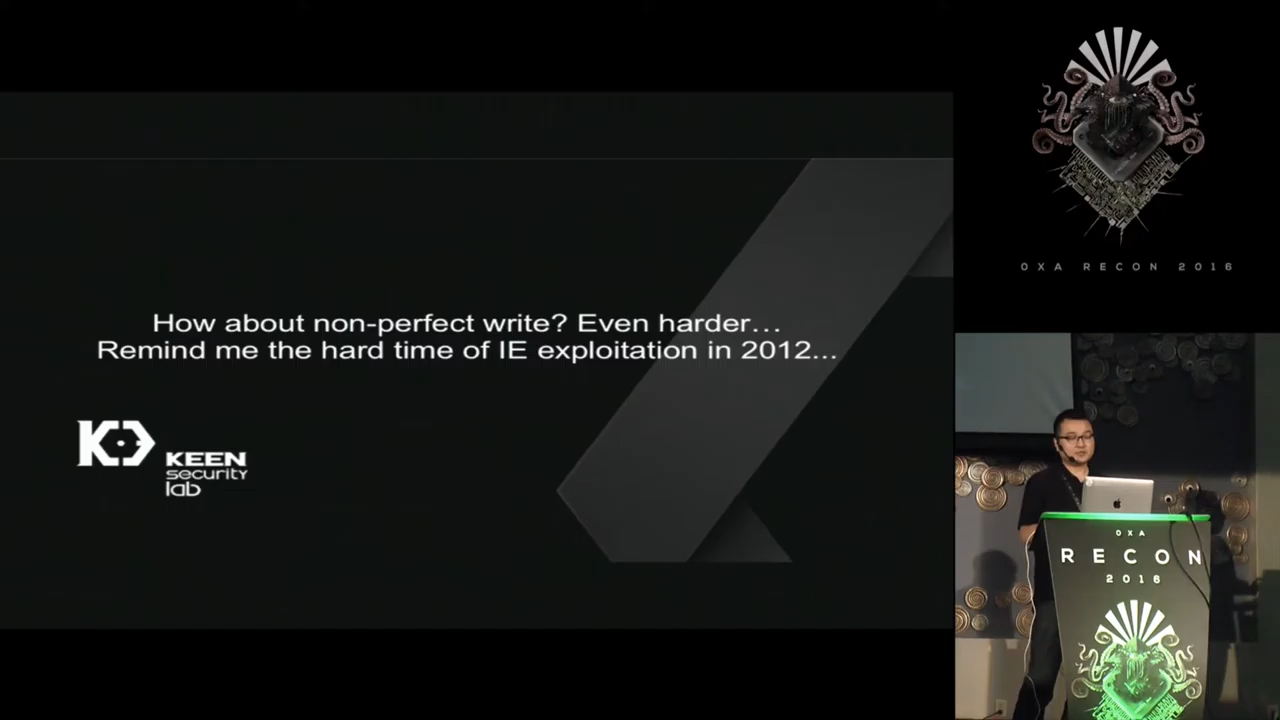 How about non-perfect write? Even harder…
Remind me the hard time of IE exploitation in 2012...
KEEN
security
lab
0XA RECON 2016
0XA
RECON
2016